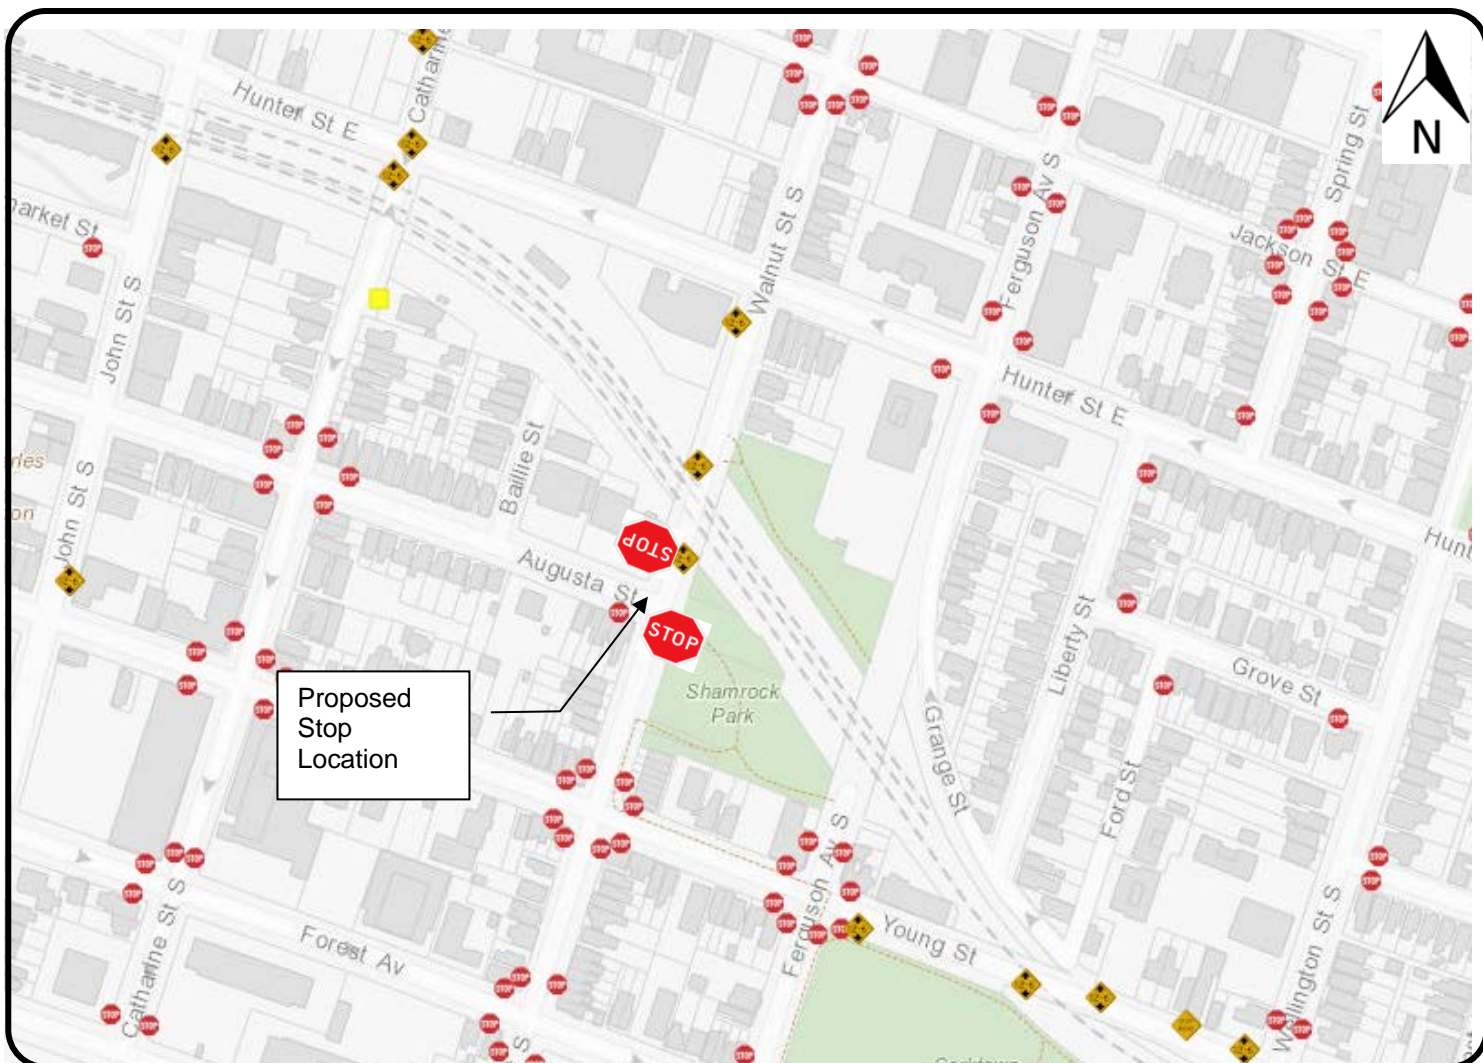 Catharine
Hunter St E
N
Spring St
market St
Walnut St S
Ferguson Av S
Jackson St E
John St S
Hunter St E
Baillie St
John St S
STOP
Augusta St
STOP
Proposed
Stop
Location
Shamrock
Park
Liberty St
Grove St
Grange St
Ford St
Ferguson Av S
Young St
Forest Av
Catharine St S
Wellington St S